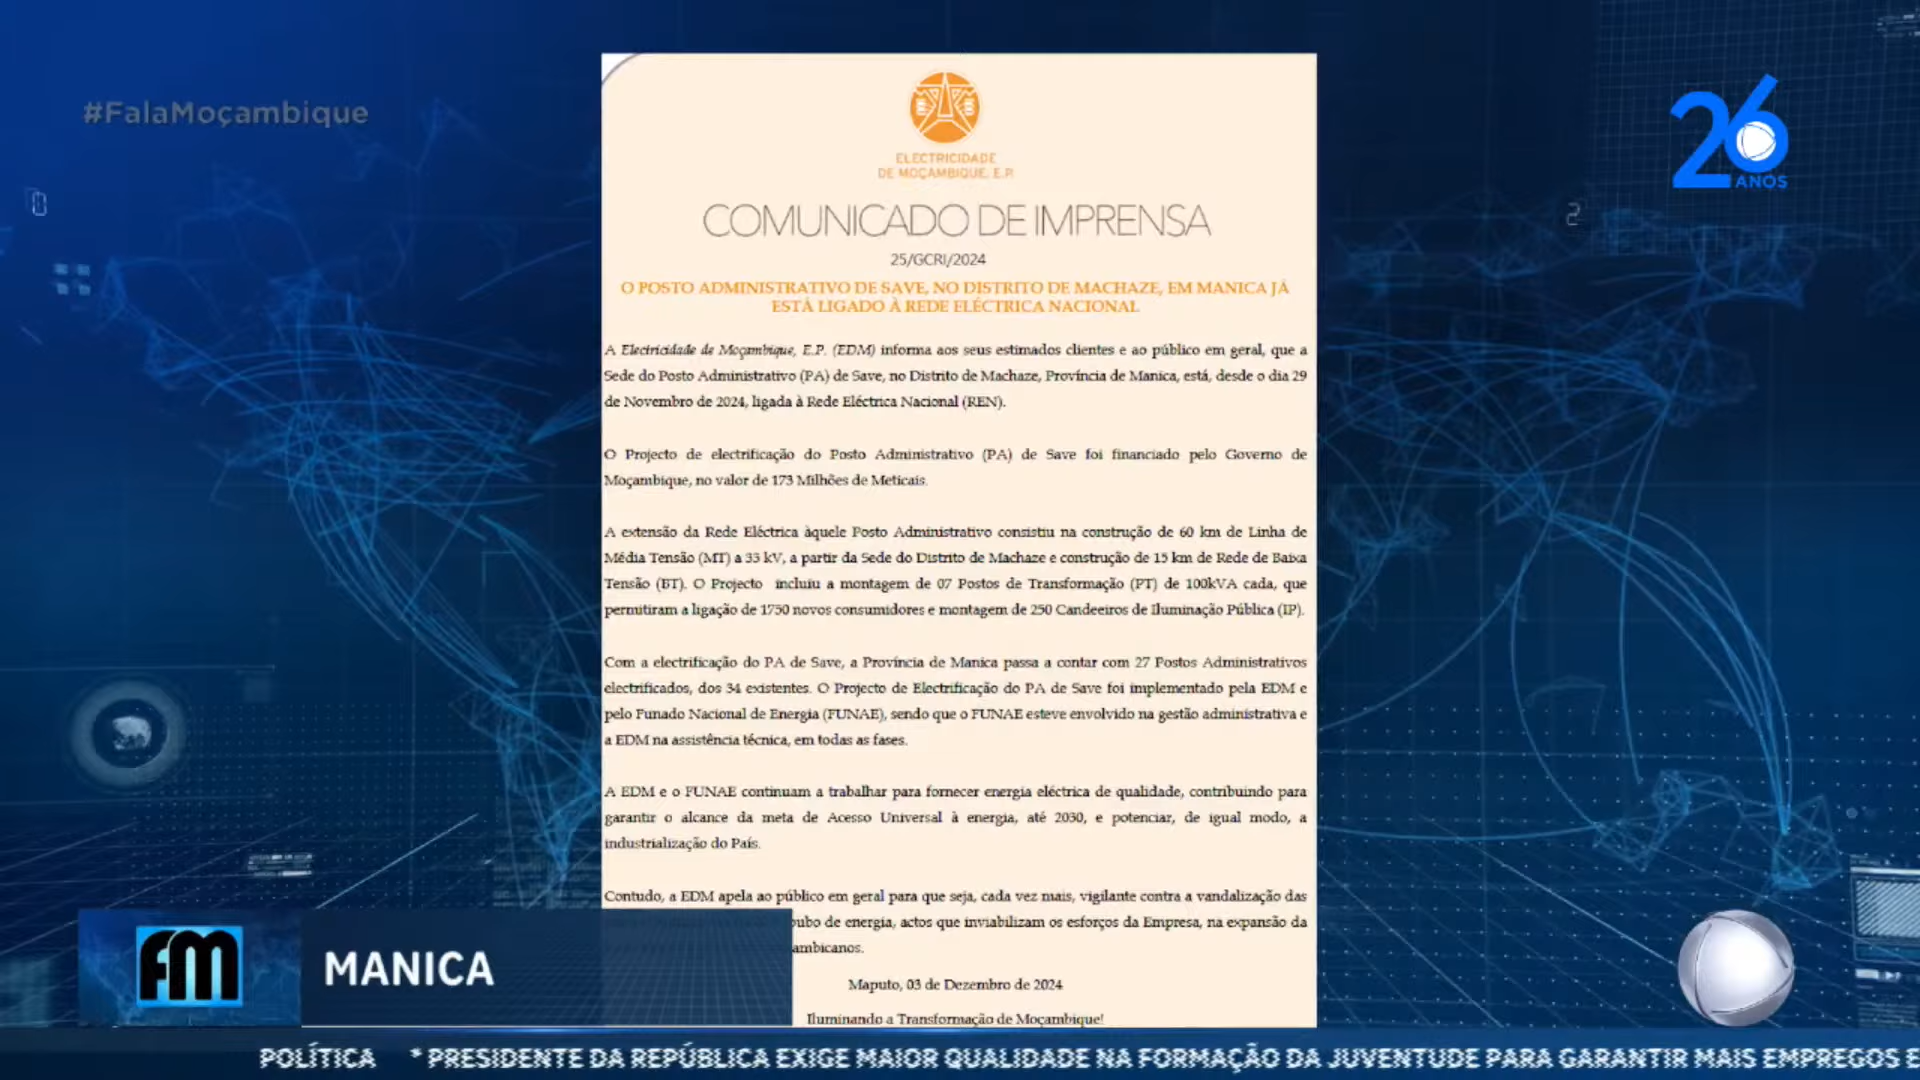 #FalaMoçambique
26
ANOS
ELECTRICIDADE
DE MOÇAMBIQUE, E.P.
COMUNICADO DE IMPRENSA
25/GCRI/2024
O POSTO ADMINISTRATIVO DE SAVE, NO DISTRITO DE MACHAZE, EM MANICA JÁ
ESTÁ LIGADO À REDE ELÉCTRICA NACIONAL
A Electricidade de Moçambique, E.P. (EDM) informa aos seus estimados clientes e ao público em geral, que a
Sede do Posto Administrativo (PA) de Save, no Distrito de Machaze, Província de Manica, está, desde o dia 29
de Novembro de 2024, ligada à Rede Eléctrica Nacional (REN).
O Projecto de electrificação do Posto Administrativo (PA) de Save foi financiado pelo Governo de
Moçambique, no valor de 173 Milhões de Meticais.
A extensão da Rede Eléctrica àquele Posto Administrativo consistiu na construção de 60 km de Linha de
Média Tensão (MT) a 33 kV, a partir da Sede do Distrito de Machaze e construção de 15 km de Rede de Baixa
Tensão (BT). O Projecto incluiu a montagem de 07 Postos de Transformação (PT) de 100kVA cada, que
permitiram a ligação de 1750 novos consumidores e montagem de 250 Candeeiros de Iluminação Pública (IP).
Com a electrificação do PA de Save, a Província de Manica passa a contar com 27 Postos Administrativos
electrificados, dos 34 existentes. O Projecto de Electrificação do PA de Save foi implementado pela EDM e
pelo Funado Nacional de Energia (FUNAE), sendo que o FUNAE esteve envolvido na gestão administrativa e
a EDM na assistência técnica, em todas as fases.
A EDM e o FUNAE continuam a trabalhar para fornecer energia eléctrica de qualidade, contribuindo para
garantir o alcance da meta de Acesso Universal à energia, até 2030, e potenciar, de igual modo, a
industrialização do País.
Contudo, a EDM apela ao público em geral para que seja, cada vez mais, vigilante contra a vandalização das
oubo de energia, actos que inviabilizam os esforços da Empresa, na expansão da
ambicanos.
Maputo, 03 de Dezembro de 2024
Iluminando a Transformação de Moçambique!
FM
MANICA
POLÍTICA * PRESIDENTE DA REPÚBLICA EXIGE MAIOR QUALIDADE NA FORMAÇÃO DA JUVENTUDE PARA GARANTIR MAIS EMPREGOS E